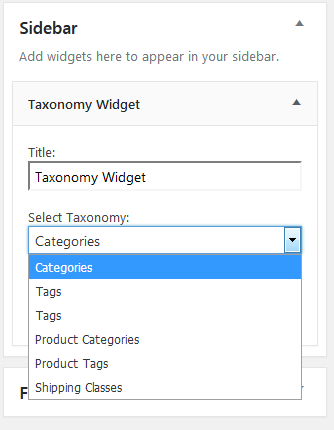 Sidebar
Add widgets here to appear in your sidebar.
Taxonomy Widget
Title:
Taxonomy Widget
Select Taxonomy:
Categories
Categories
Tags
Tags
Product Categories
Product Tags
Shipping Classes